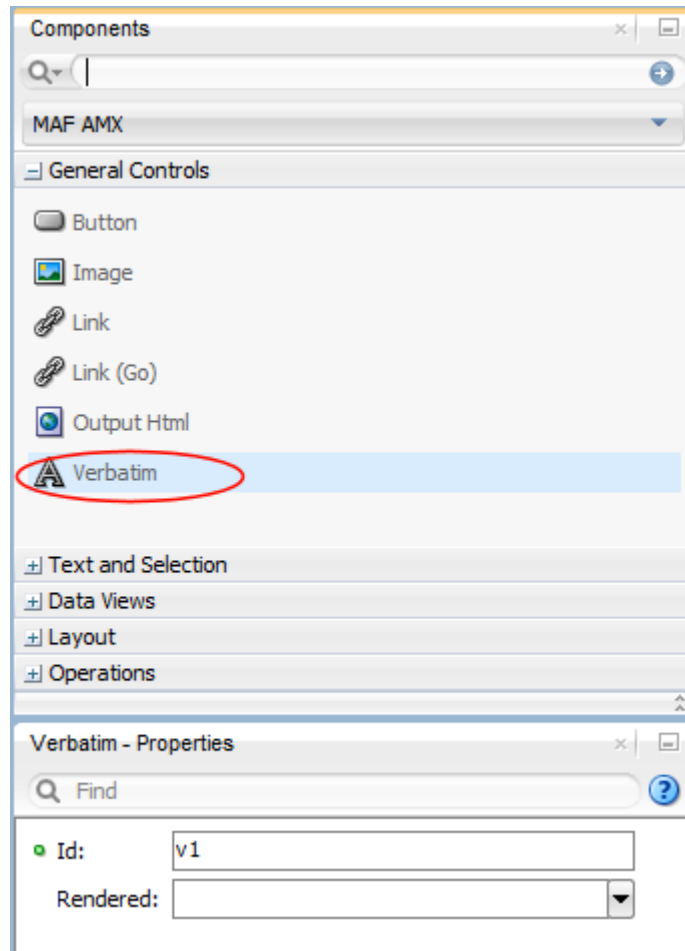 Components
MAF AMX
General Controls
Button
Image
Link
Link (Go)
Output Html
Verbatim
Text and Selection
Data Views
Layout
Operations
Verbatim - Properties
Find
Id: v1
Rendered: